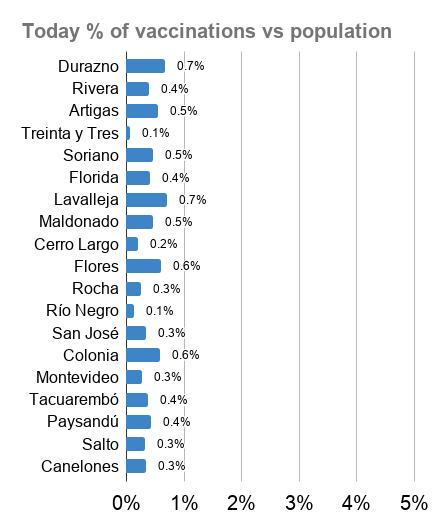 Today % of vaccinations vs population
Durazno 0.7%
Rivera 0.4%
Artigas 0.5%
Treinta y Tres 0.1%
Soriano 0.5%
Florida 0.4%
Lavalleja 0.7%
Maldonado 0.5%
Cerro Largo 0.2%
Flores 0.6%
Rocha 0.3%
Río Negro 0.1%
San José 0.3%
Colonia 0.6%
Montevideo 0.3%
Tacuarembó 0.4%
Paysandú 0.4%
Salto 0.3%
Canelones 0.3%
0% 1% 2% 3% 4% 5%